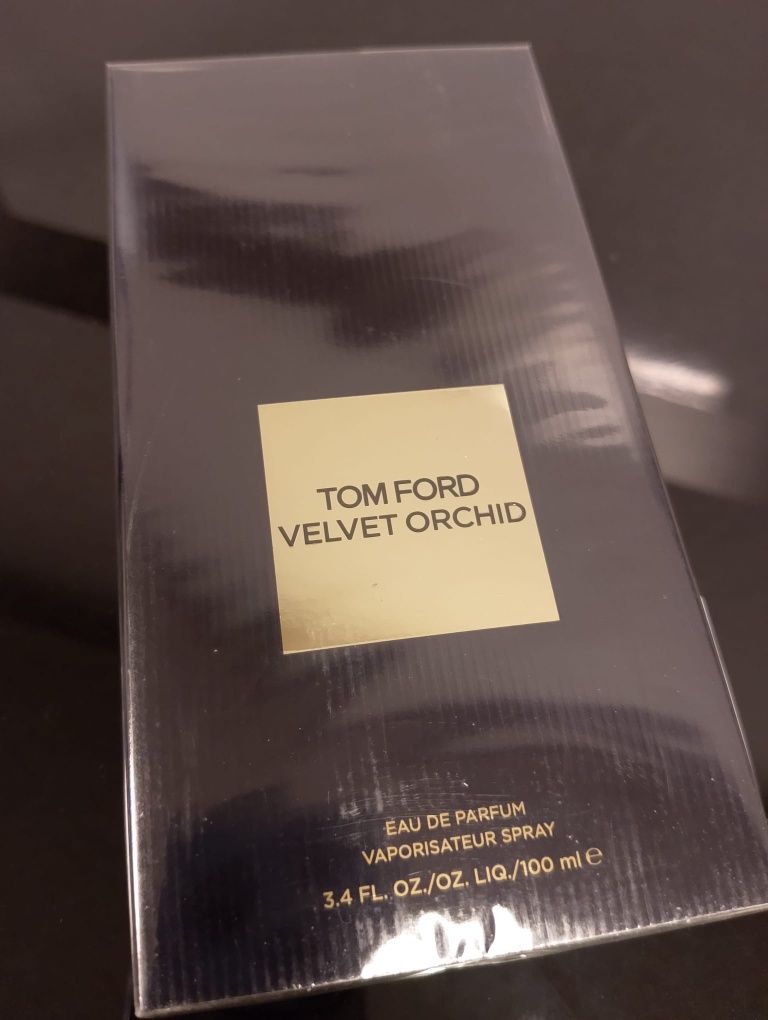 TOM FORD
VELVET ORCHID
EAU DE PARFUM
VAPORISATEUR SPRAY
3.4 FL. OZ./OZ. LIQ./100 ml ℮